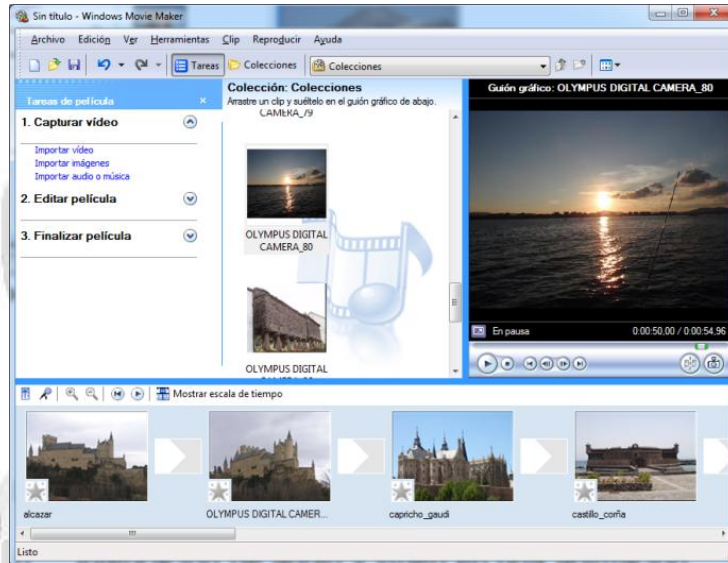 Sin título - Windows Movie Maker
Archivo Edición Ver Herramientas Clip Reproducir Ayuda
Tareas Colecciones Colecciones
Tareas de película
1. Capturar vídeo
Importar vídeo
Importar imágenes
Importar audio o música
2. Editar película
3. Finalizar película
Colección: Colecciones
Arrastre un clip y suéltelo en el guión gráfico de abajo.
CAMERA_79
OLYMPUS DIGITAL
CAMERA_80
OLYMPUS DIGITAL
Guión gráfico: OLYMPUS DIGITAL CAMERA_80
En pausa 0:00:50,00 / 0:00:54,96
Mostrar escala de tiempo
alcazar OLYMPUS DIGITAL CAMER... capricho_gaudi castillo_corña
Listo